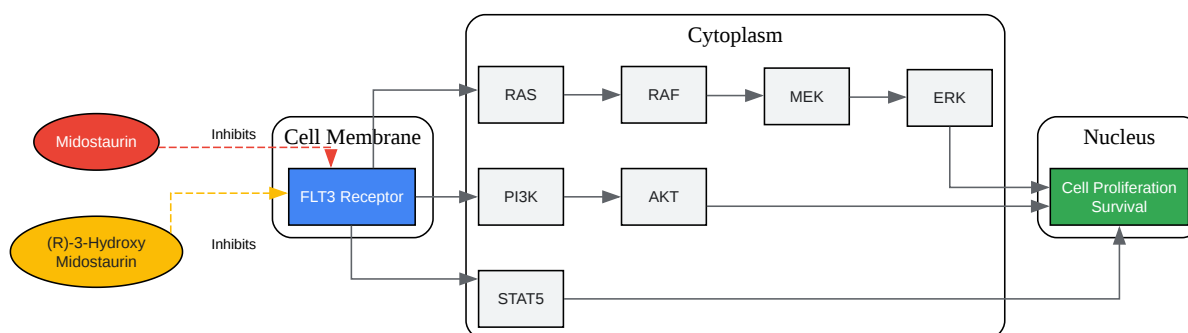 Cytoplasm
RAS
RAF
MEK
ERK
Midostaurin
Inhibits
Cell Membrane
Nucleus
FLT3 Receptor
PI3K
AKT
Cell Proliferation
Survival
(R)-3-Hydroxy
Midostaurin
Inhibits
STAT5